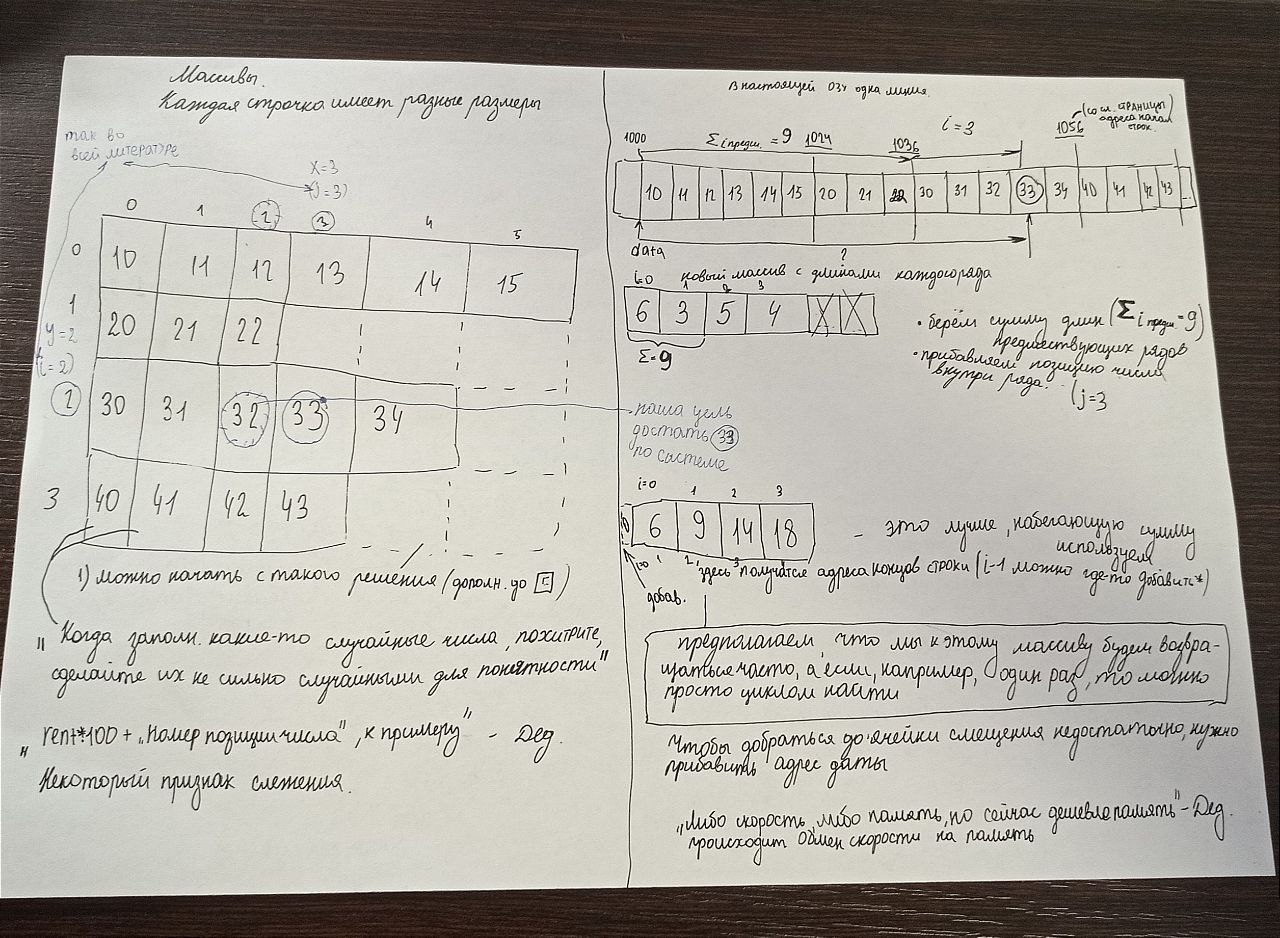 Массивы.
Каждая строчка имеет разные размеры
так во
всей литературе
x=3
(j=3)
0 1 2 3 4 5
0 10 11 12 13 14 15
1 20 21 22
y=2
(i=2)
2 30 31 32 33 34
3 40 41 42 43
1) можно начать с такого решения (дополн. до □)
"Когда заполн. какие-то случайные числа, похитрите,
сделайте их не сильно случайными для понятности"
"rent*100 + "Номер позиции числа", к примеру" - Дед.
Некоторый признак слежения.
В настоящей ОЗУ одна линия.
1000 Σ i предш. = 9 1024 1036 i=3 1056
(со сл. страницы
адреса начал
строк.
10 11 12 13 14 15 20 21 22 30 31 32 33 34 40 41 42 43 ...
data ?
i=0 новый массив с длинами каждого ряда
1 2 3
6 3 5 4 X X
Σ=9
• берём сумму длин (Σ i предш. = 9)
предшествующих рядов
• прибавляем позицию числа
внутри ряда.
(j=3
наша цель
достать 33
по системе
i=0 1 2 3
0 6 9 14 18
- это лучше, набегающую сумму
используем
i=0 1 2 3
добав.
здесь получатся адреса концов строки (i-1 можно где-то добавить*)
предполагаем, что мы к этому массиву будем возвра-
щаться часто, а если, например, один раз, то можно
просто циклом найти
Чтобы добраться до ячейки смещения недостаточно, нужно
прибавить адрес даты
"Либо скорость, либо память, но сейчас дешевле память" - Дед.
происходит обмен скорости на память